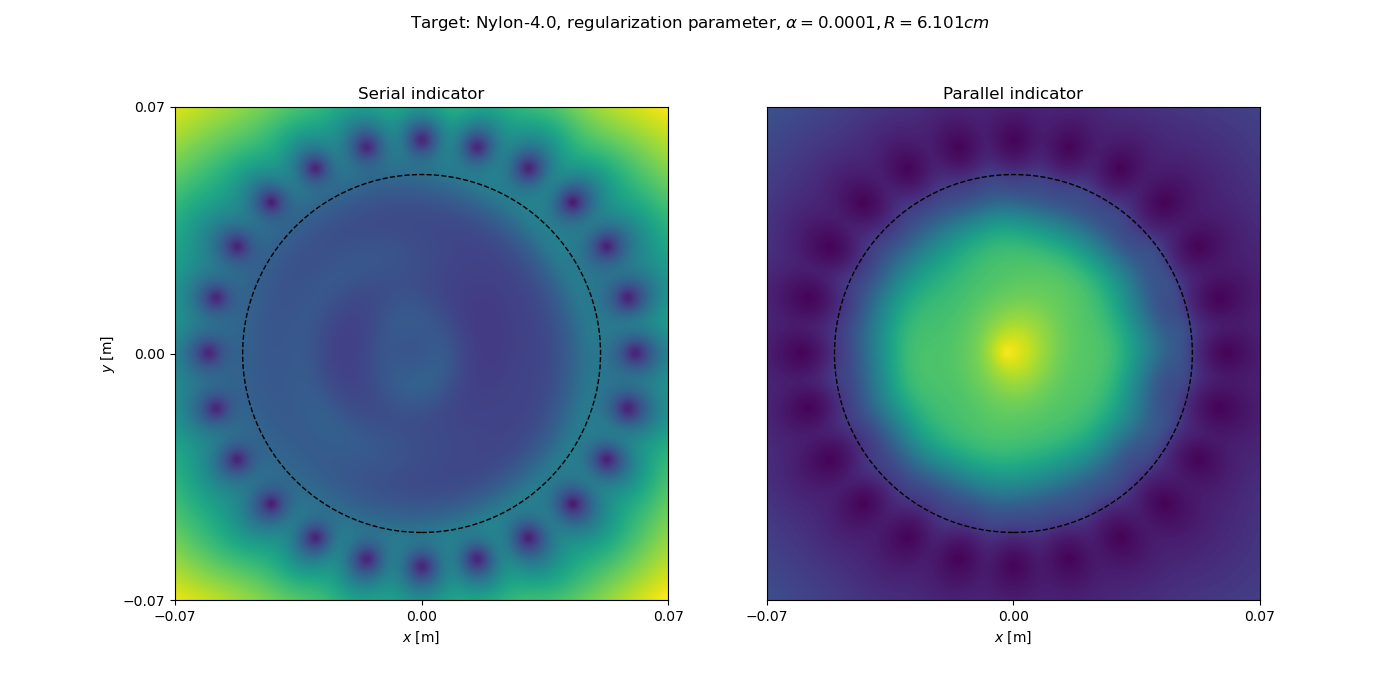 Target: Nylon-4.0, regularization parameter, α = 0.0001, R = 6.101cm
Serial indicator
Parallel indicator
0.07
0.00
−0.07
y [m]
−0.07
0.00
0.07
x [m]
−0.07
0.00
0.07
x [m]